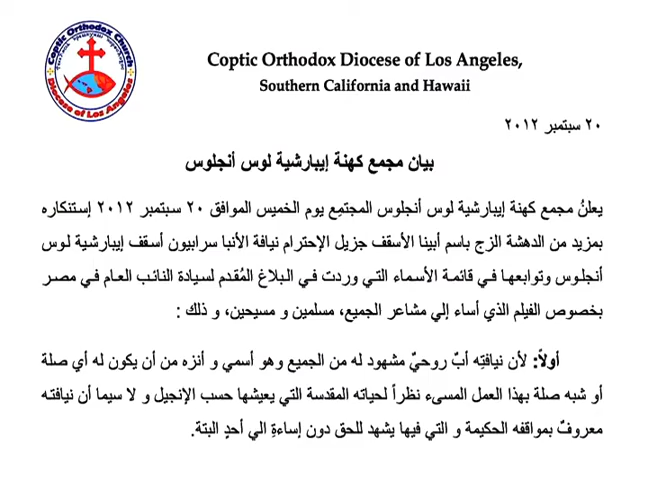 Coptic Orthodox Church
Diocese of Los Angeles
Coptic Orthodox Diocese of Los Angeles,
Southern California and Hawaii
٢٠ سبتمبر ٢٠١٢
بيان مجمع كهنة إيبارشية لوس أنجلوس
يعلنُ مجمع كهنة إيبارشية لوس أنجلوس المجتمِع يوم الخميس الموافق ٢٠ سبتمبر ٢٠١٢ إستنكاره
بمزيد من الدهشة الزج باسم أبينا الأسقف جزيل الإحترام نيافة الأنبا سرابيون أسقف إيبارشية لوس
أنجلوس وتوابعها في قائمة الأسماء التي وردت في البلاغ المُقدم لسيادة النائب العام في مصر
بخصوص الفيلم الذي أساء إلي مشاعر الجميع، مسلمين و مسيحين، و ذلك :
أولاً: لأن نيافتِه أبٌ روحيٌ مشهود له من الجميع وهو أسمي و أنزه من أن يكون له أي صلة
أو شبه صلة بهذا العمل المسىء نظراً لحياته المقدسة التي يعيشها حسب الإنجيل و لا سيما أن نيافته
معروفٌ بمواقفه الحكيمة و التي فيها يشهد للحق دون إساءةِ الي أحدٍ البتة.